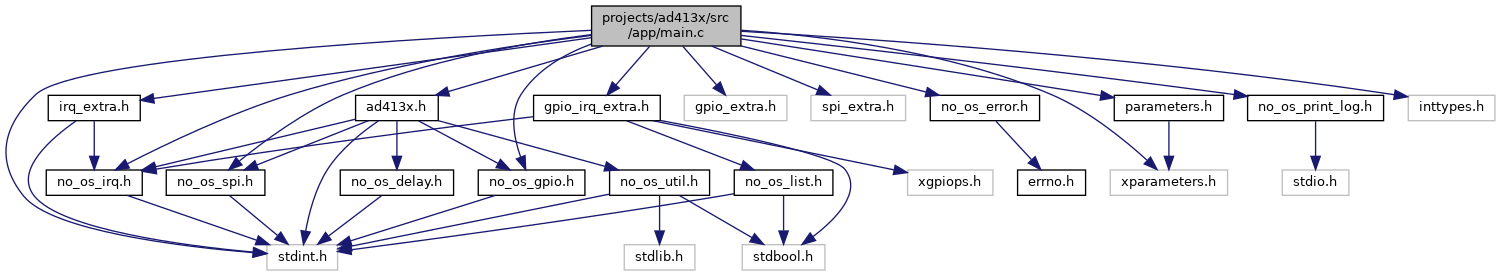 projects/ad413x/src
/app/main.c
irq_extra.h
ad413x.h
gpio_irq_extra.h
gpio_extra.h
spi_extra.h
no_os_error.h
parameters.h
no_os_print_log.h
inttypes.h
no_os_irq.h
no_os_spi.h
no_os_delay.h
no_os_gpio.h
no_os_util.h
no_os_list.h
xgpiops.h
errno.h
xparameters.h
stdio.h
stdint.h
stdlib.h
stdbool.h